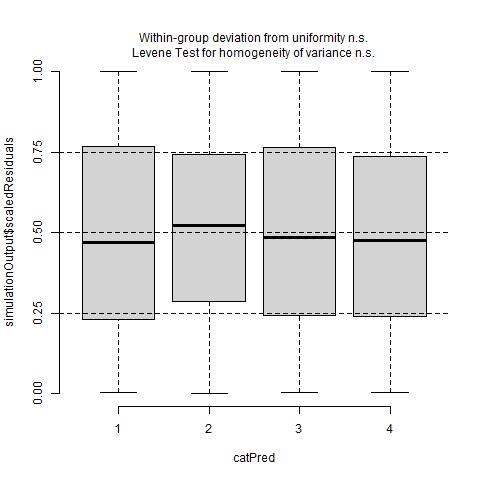 Within-group deviation from uniformity n.s.
Levene Test for homogeneity of variance n.s.
simulationOutput$scaledResiduals
1.00
0.75
0.50
0.25
0.00
1 2 3 4
catPred